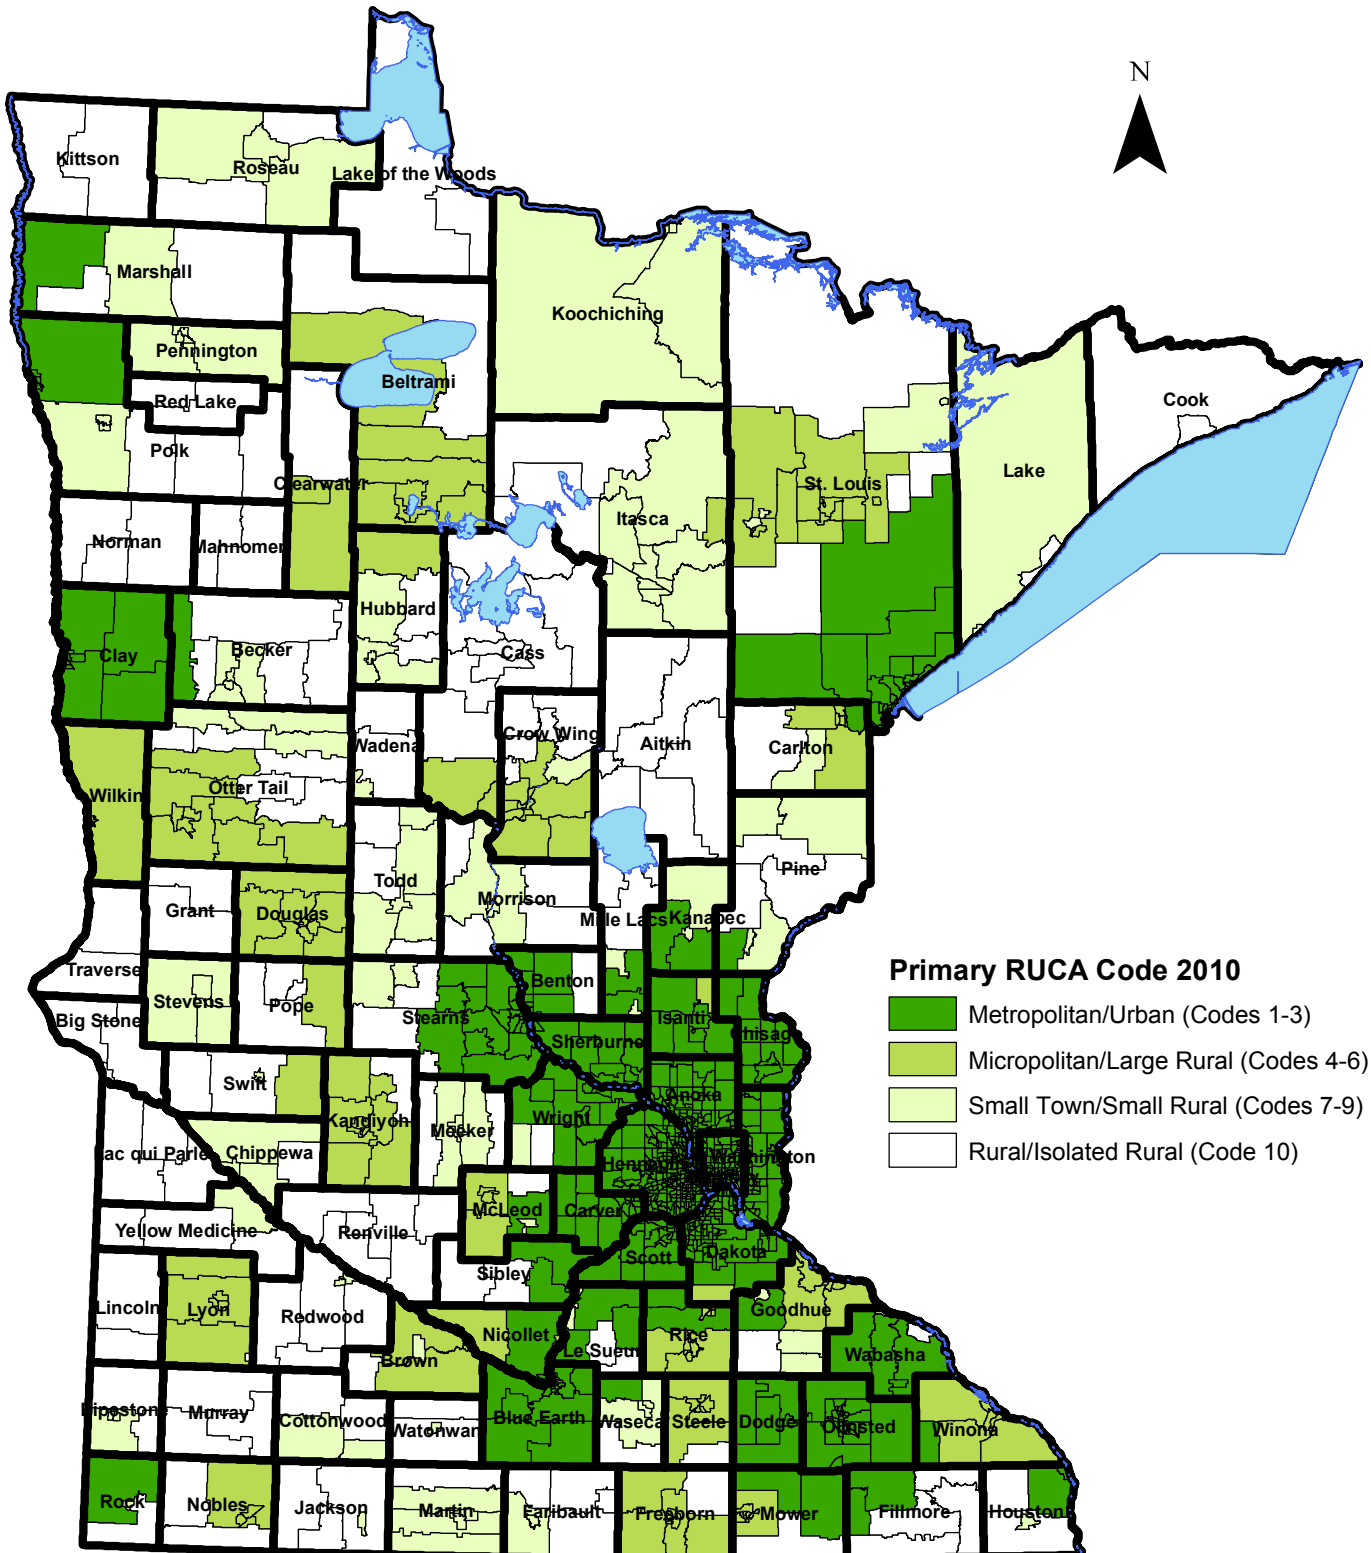 N
Kittson
Roseau
Lake of the Woods
Marshall
Koochiching
Pennington
Beltrami
Red Lake
Cook
Polk
Lake
Clearwater
St. Louis
Itasca
Norman
Mahnomen
Hubbard
Becker
Cass
Clay
Crow Wing
Aitkin
Wadena
Carlton
Otter Tail
Wilkin
Pine
Todd
Morrison
Grant
Douglas
Mille Lacs
Kanabec
Traverse
Benton
Stevens
Pope
Stearns
Isanti
Big Stone
Chisago
Sherburne
Swift
Anoka
Wright
Kandiyohi
Meeker
Lac qui Parle
Chippewa
Washington
Hennepin
McLeod
Carver
Yellow Medicine
Renville
Scott
Dakota
Sibley
Lincoln
Lyon
Redwood
Goodhue
Nicollet
Rice
Le Sueur
Wabasha
Brown
Pipestone
Murray
Cottonwood
Watonwan
Blue Earth
Waseca
Steele
Dodge
Olmsted
Winona
Rock
Nobles
Jackson
Martin
Faribault
Freeborn
Mower
Fillmore
Houston
Primary RUCA Code 2010
Metropolitan/Urban (Codes 1-3)
Micropolitan/Large Rural (Codes 4-6)
Small Town/Small Rural (Codes 7-9)
Rural/Isolated Rural (Code 10)